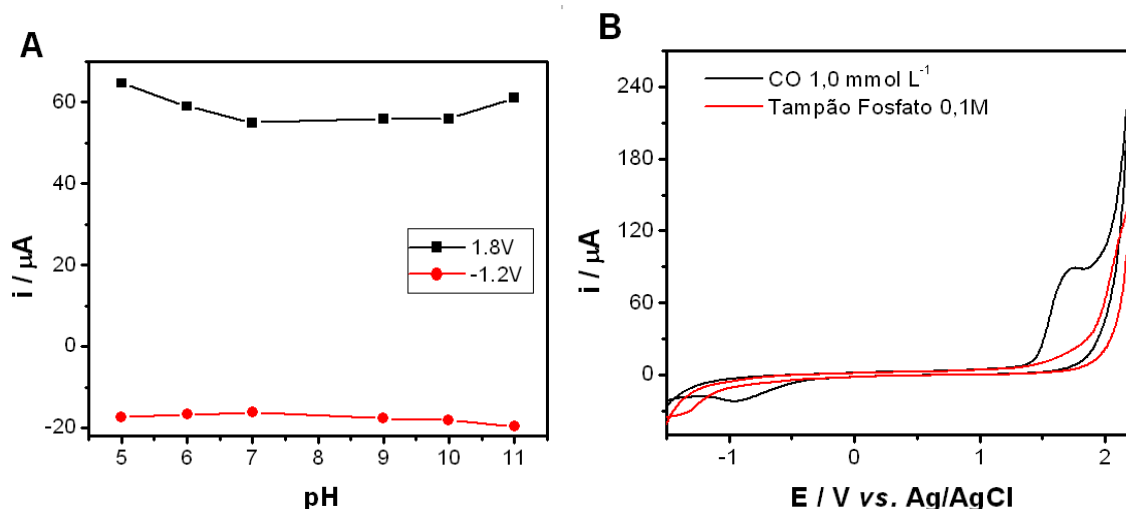 A
60
40
20
0
-20
i / μA
5 6 7 8 9 10 11
pH
1.8V
-1.2V
B
240
180
120
60
0
i / μA
-1 0 1 2
E / V vs. Ag/AgCl
CO 1,0 mmol L⁻¹
Tampão Fosfato 0,1M